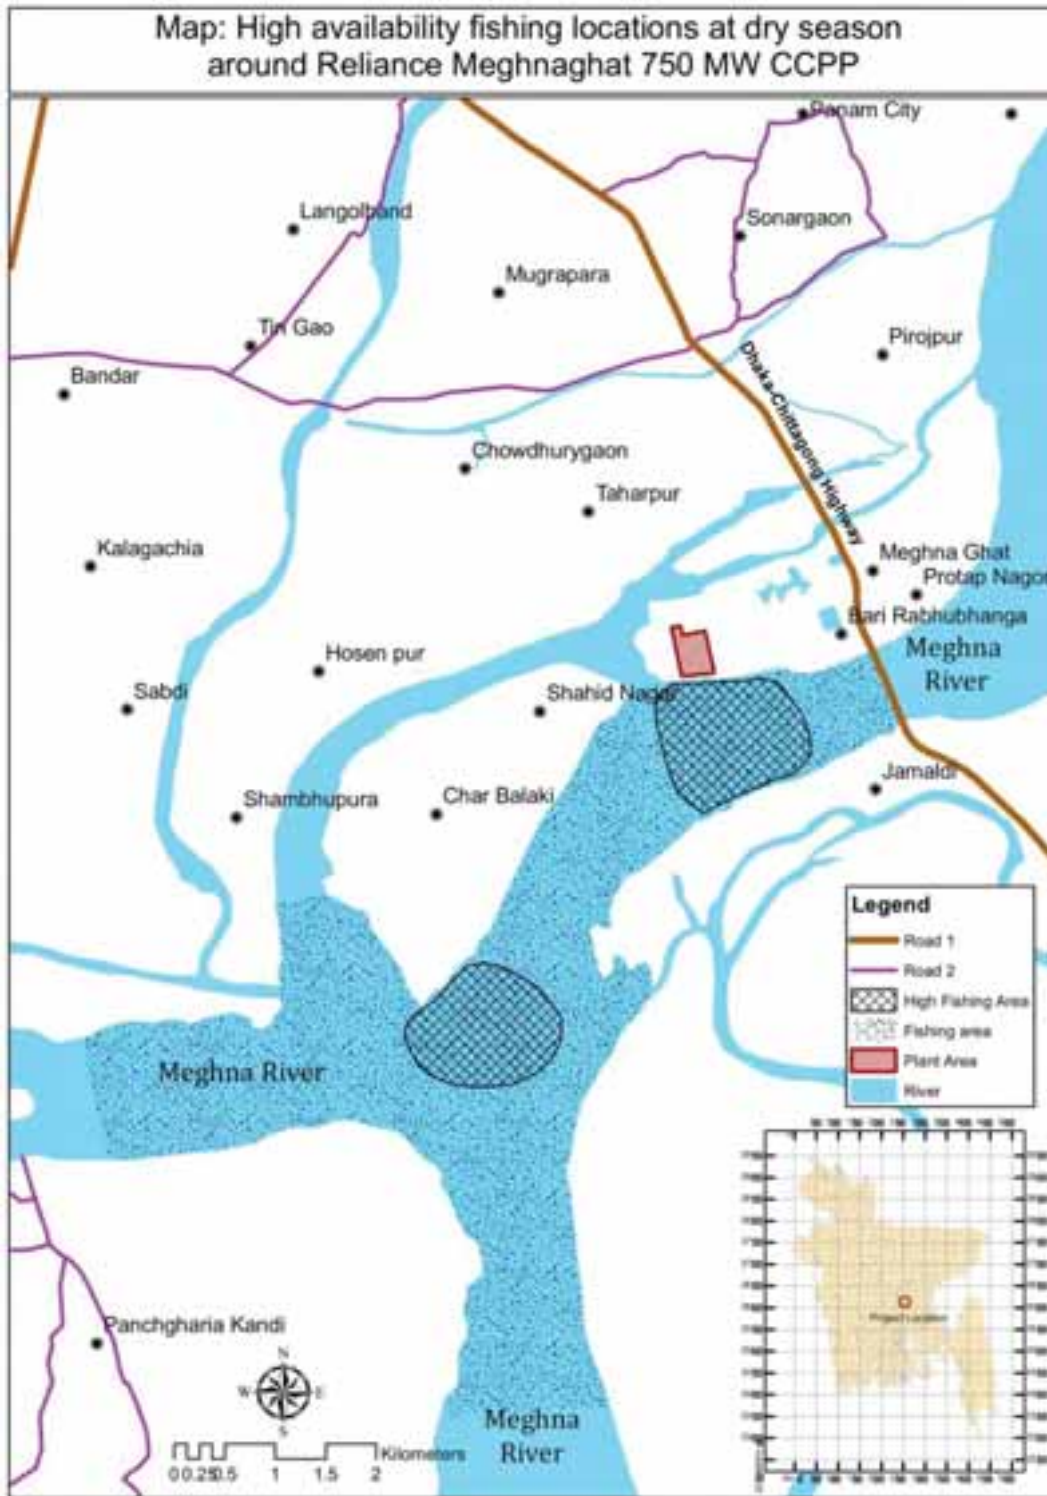 Map: High availability fishing locations at dry season
around Reliance Meghnaghat 750 MW CCPP
Panam City
Langolband
Sonargaon
Mugrapara
Tin Gao
Pirojpur
Bandar
Dhaka-Chittagong Highway
Chowdhurygaon
Taharpur
Kalagachia
Meghna Ghat
Protap Nagor
Bari Rabhubhanga
Meghna
River
Hosen pur
Sabdi
Shahid Nagar
Jamaldi
Shambhupura
Char Balaki
Legend
Road 1
Road 2
High Fishing Area
Fishing area
Plant Area
River
Meghna River
Project Location
Panchgharia Kandi
N
W
E
S
Meghna
River
Kilometers
0 0.25 0.5 1 1.5 2